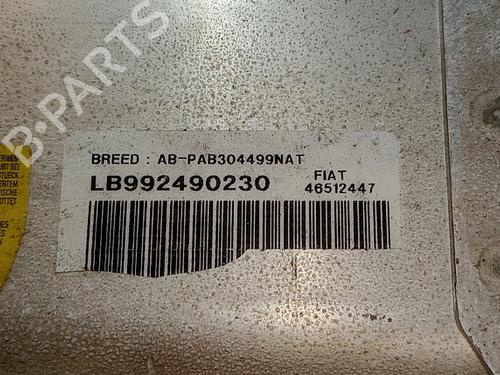 B-PARTS
BREED : AB-PAB304499NAT
LB992490230
FIAT
46512447